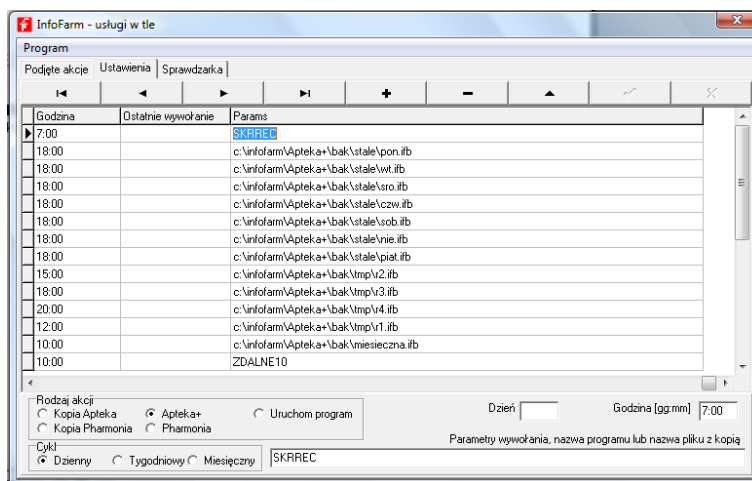 InfoFarm - usługi w tle
Program
Podjęte akcje Ustawienia Sprawdzarka
Godzina Ostatnie wywołanie Params
7:00 SKRREC
18:00 c:\infofarm\Apteka+\bak\stale\pon.ifb
18:00 c:\infofarm\Apteka+\bak\stale\wt.ifb
18:00 c:\infofarm\Apteka+\bak\stale\sro.ifb
18:00 c:\infofarm\Apteka+\bak\stale\czw.ifb
18:00 c:\infofarm\Apteka+\bak\stale\sob.ifb
18:00 c:\infofarm\Apteka+\bak\stale\nie.ifb
18:00 c:\infofarm\Apteka+\bak\stale\piat.ifb
15:00 c:\infofarm\Apteka+\bak\tmp\r2.ifb
18:00 c:\infofarm\Apteka+\bak\tmp\r3.ifb
20:00 c:\infofarm\Apteka+\bak\tmp\r4.ifb
12:00 c:\infofarm\Apteka+\bak\tmp\r1.ifb
10:00 c:\infofarm\Apteka+\bak\miesieczna.ifb
10:00 ZDALNE10
Rodzaj akcji
Kopia Apteka Apteka+ Uruchom program
Kopia Pharmonia Pharmonia
Dzień Godzina [gg:mm] 7:00
Parametry wywołania, nazwa programu lub nazwa pliku z kopią
Cykl
Dzienny Tygodniowy Miesięczny SKRREC